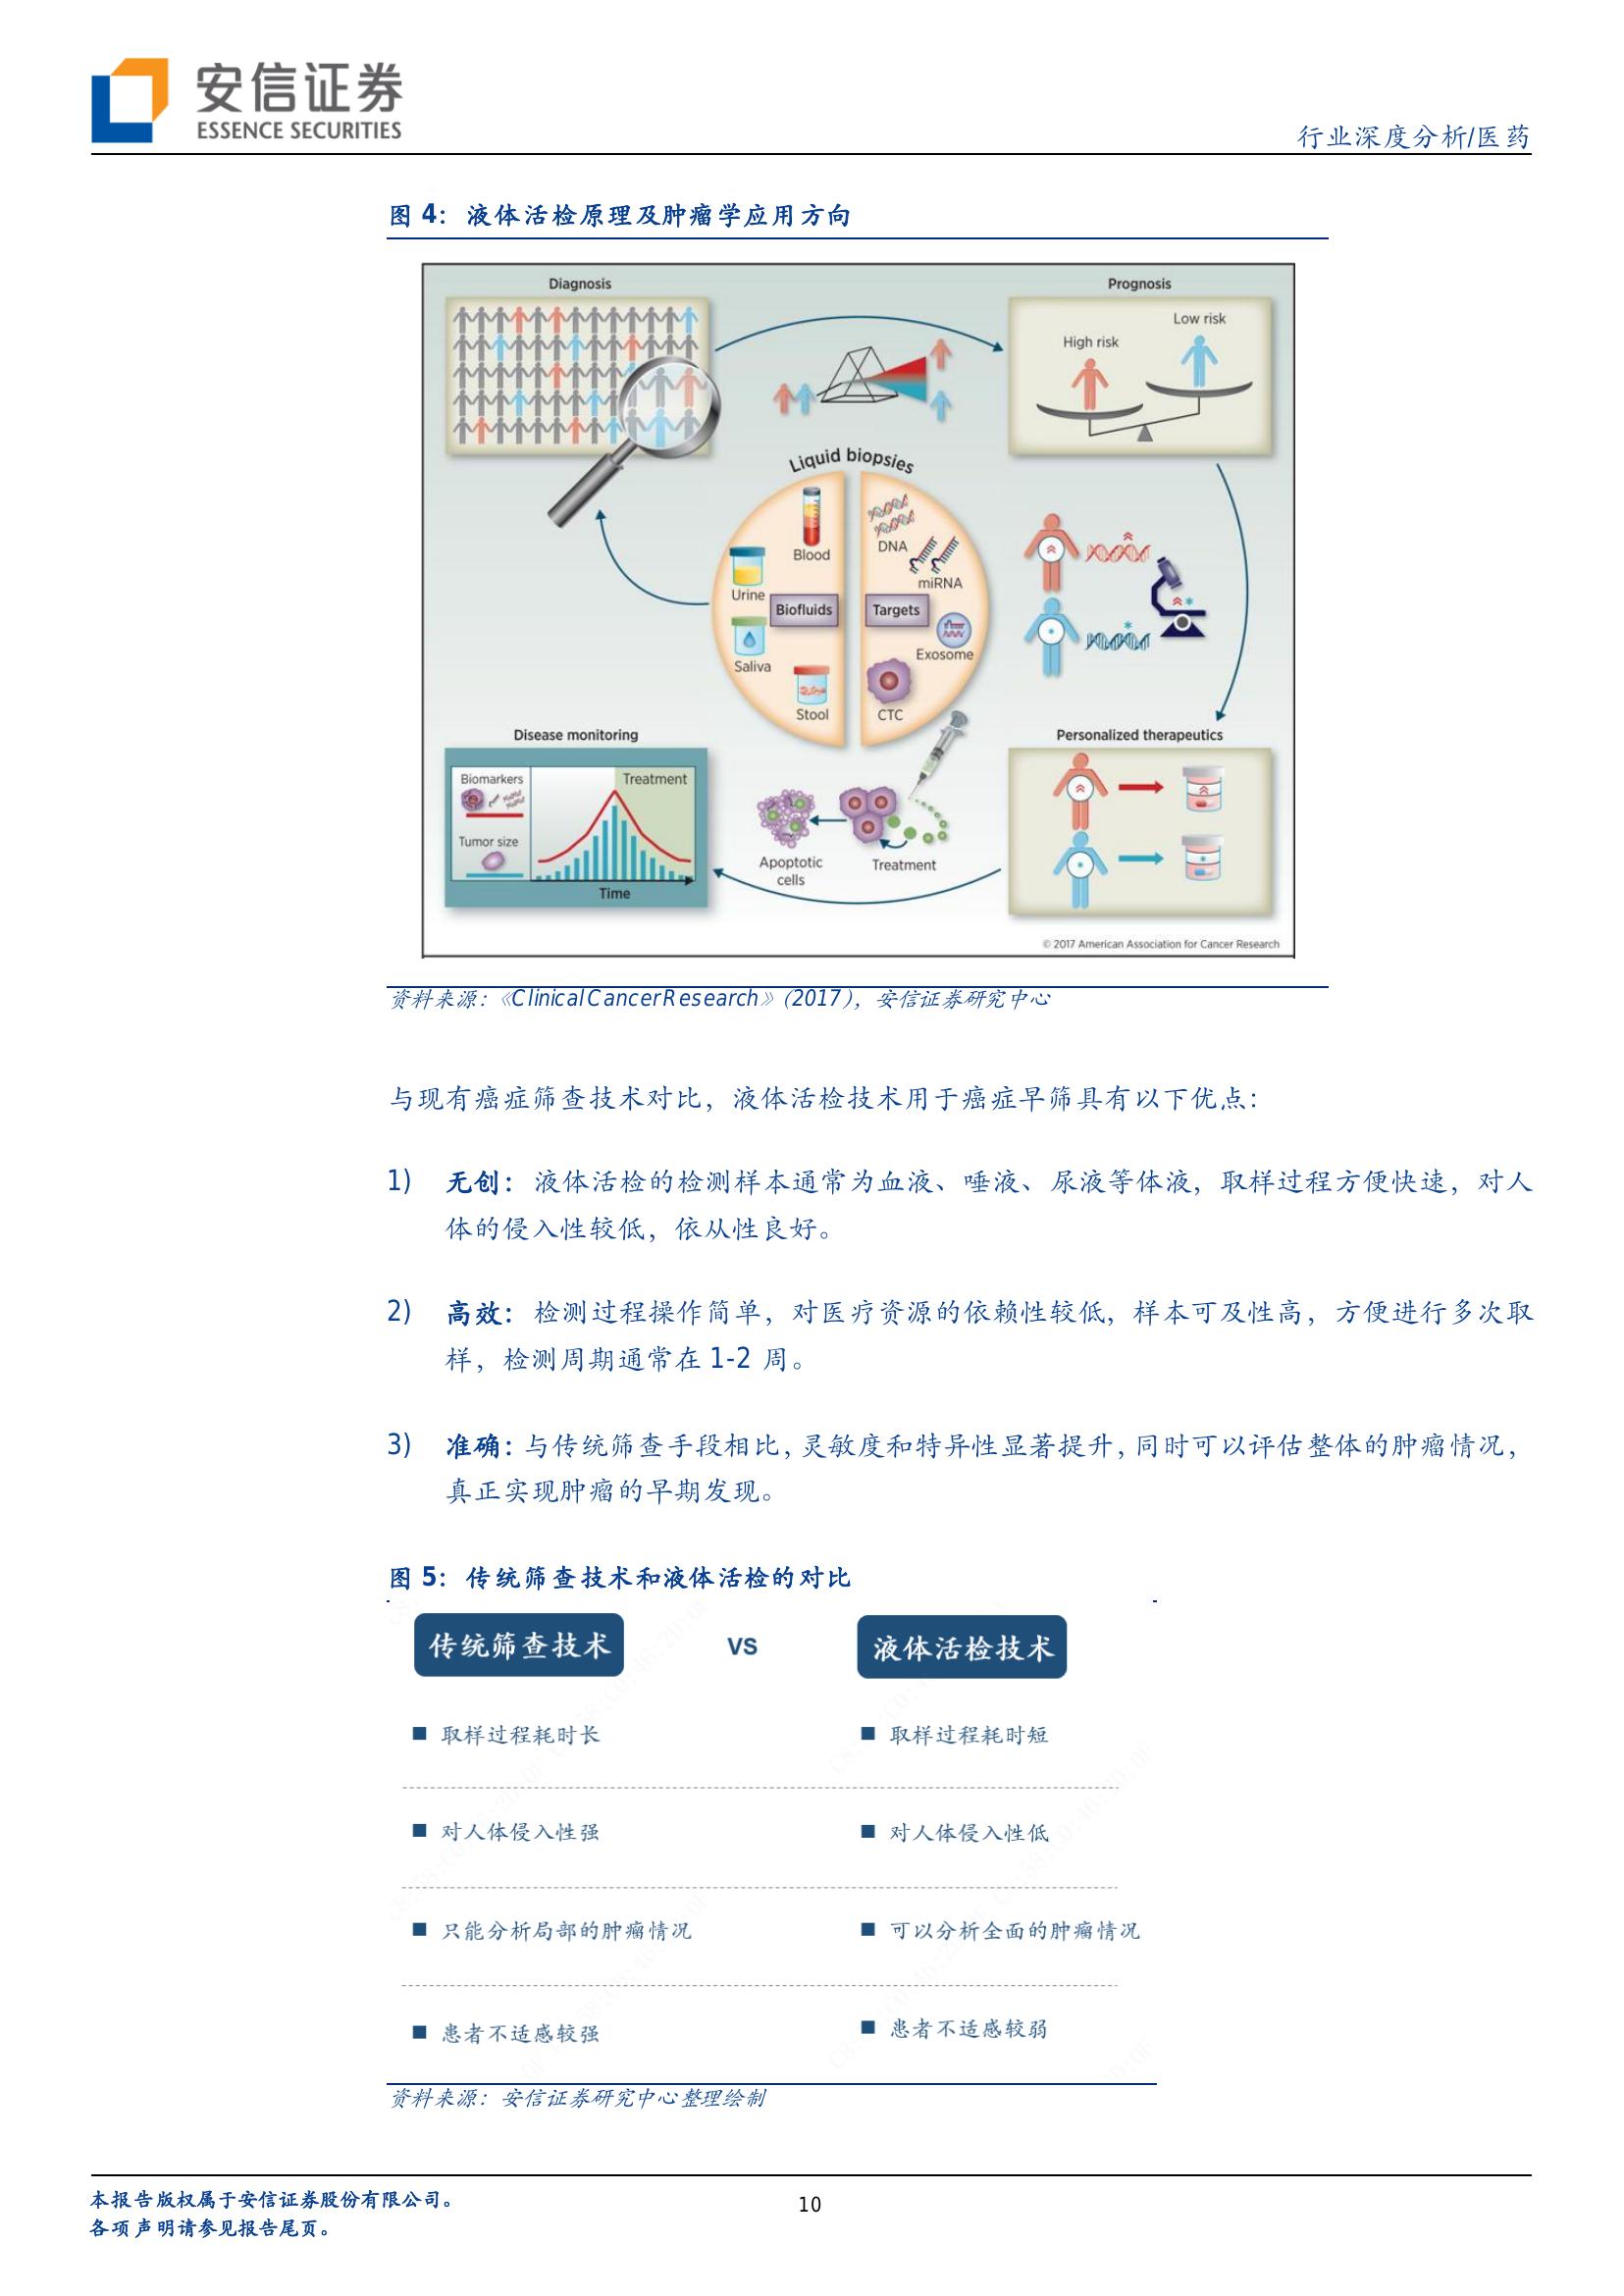 安信证券
ESSENCE SECURITIES
行业深度分析/医药
图 4：液体活检原理及肿瘤学应用方向
Diagnosis
Prognosis
Low risk
High risk
Liquid biopsies
Blood
DNA
miRNA
Urine
Biofluids
Targets
Exosome
Saliva
Stool
CTC
Disease monitoring
Personalized therapeutics
Biomarkers
Treatment
Tumor size
Time
Apoptotic
cells
Treatment
© 2017 American Association for Cancer Research
资料来源：《ClinicalCancerResearch》（2017），安信证券研究中心
与现有癌症筛查技术对比，液体活检技术用于癌症早筛具有以下优点：
1) 无创：液体活检的检测样本通常为血液、唾液、尿液等体液，取样过程方便快速，对人
体的侵入性较低，依从性良好。
2) 高效：检测过程操作简单，对医疗资源的依赖性较低，样本可及性高，方便进行多次取
样，检测周期通常在 1-2 周。
3) 准确：与传统筛查手段相比，灵敏度和特异性显著提升，同时可以评估整体的肿瘤情况，
真正实现肿瘤的早期发现。
图 5：传统筛查技术和液体活检的对比
传统筛查技术 VS 液体活检技术
■ 取样过程耗时长 ■ 取样过程耗时短
■ 对人体侵入性强 ■ 对人体侵入性低
■ 只能分析局部的肿瘤情况 ■ 可以分析全面的肿瘤情况
■ 患者不适感较强 ■ 患者不适感较弱
资料来源：安信证券研究中心整理绘制
本报告版权属于安信证券股份有限公司。
各项声明请参见报告尾页。
10